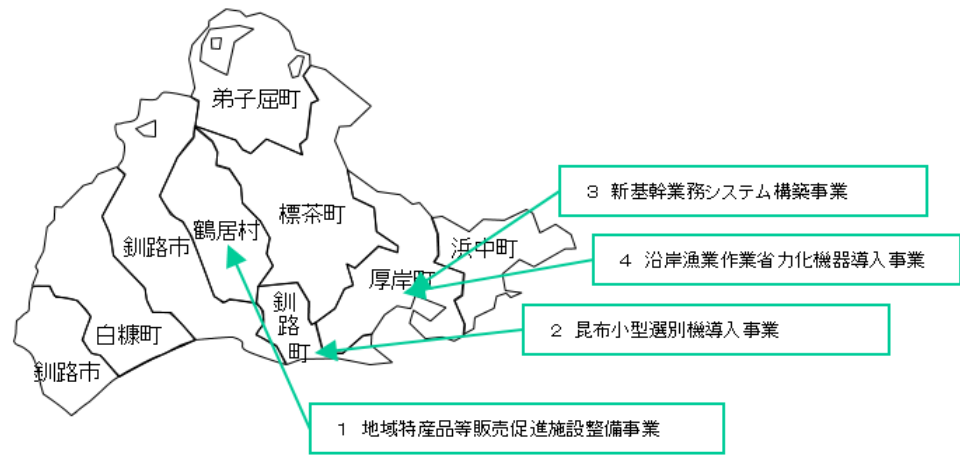 弟子屈町
標茶町
鶴居村
釧路市
浜中町
厚岸町
釧路町
白糠町
釧路市
3 新基幹業務システム構築事業
4 沿岸漁業作業省力化機器導入事業
2 昆布小型選別機導入事業
1 地域特産品等販売促進施設整備事業